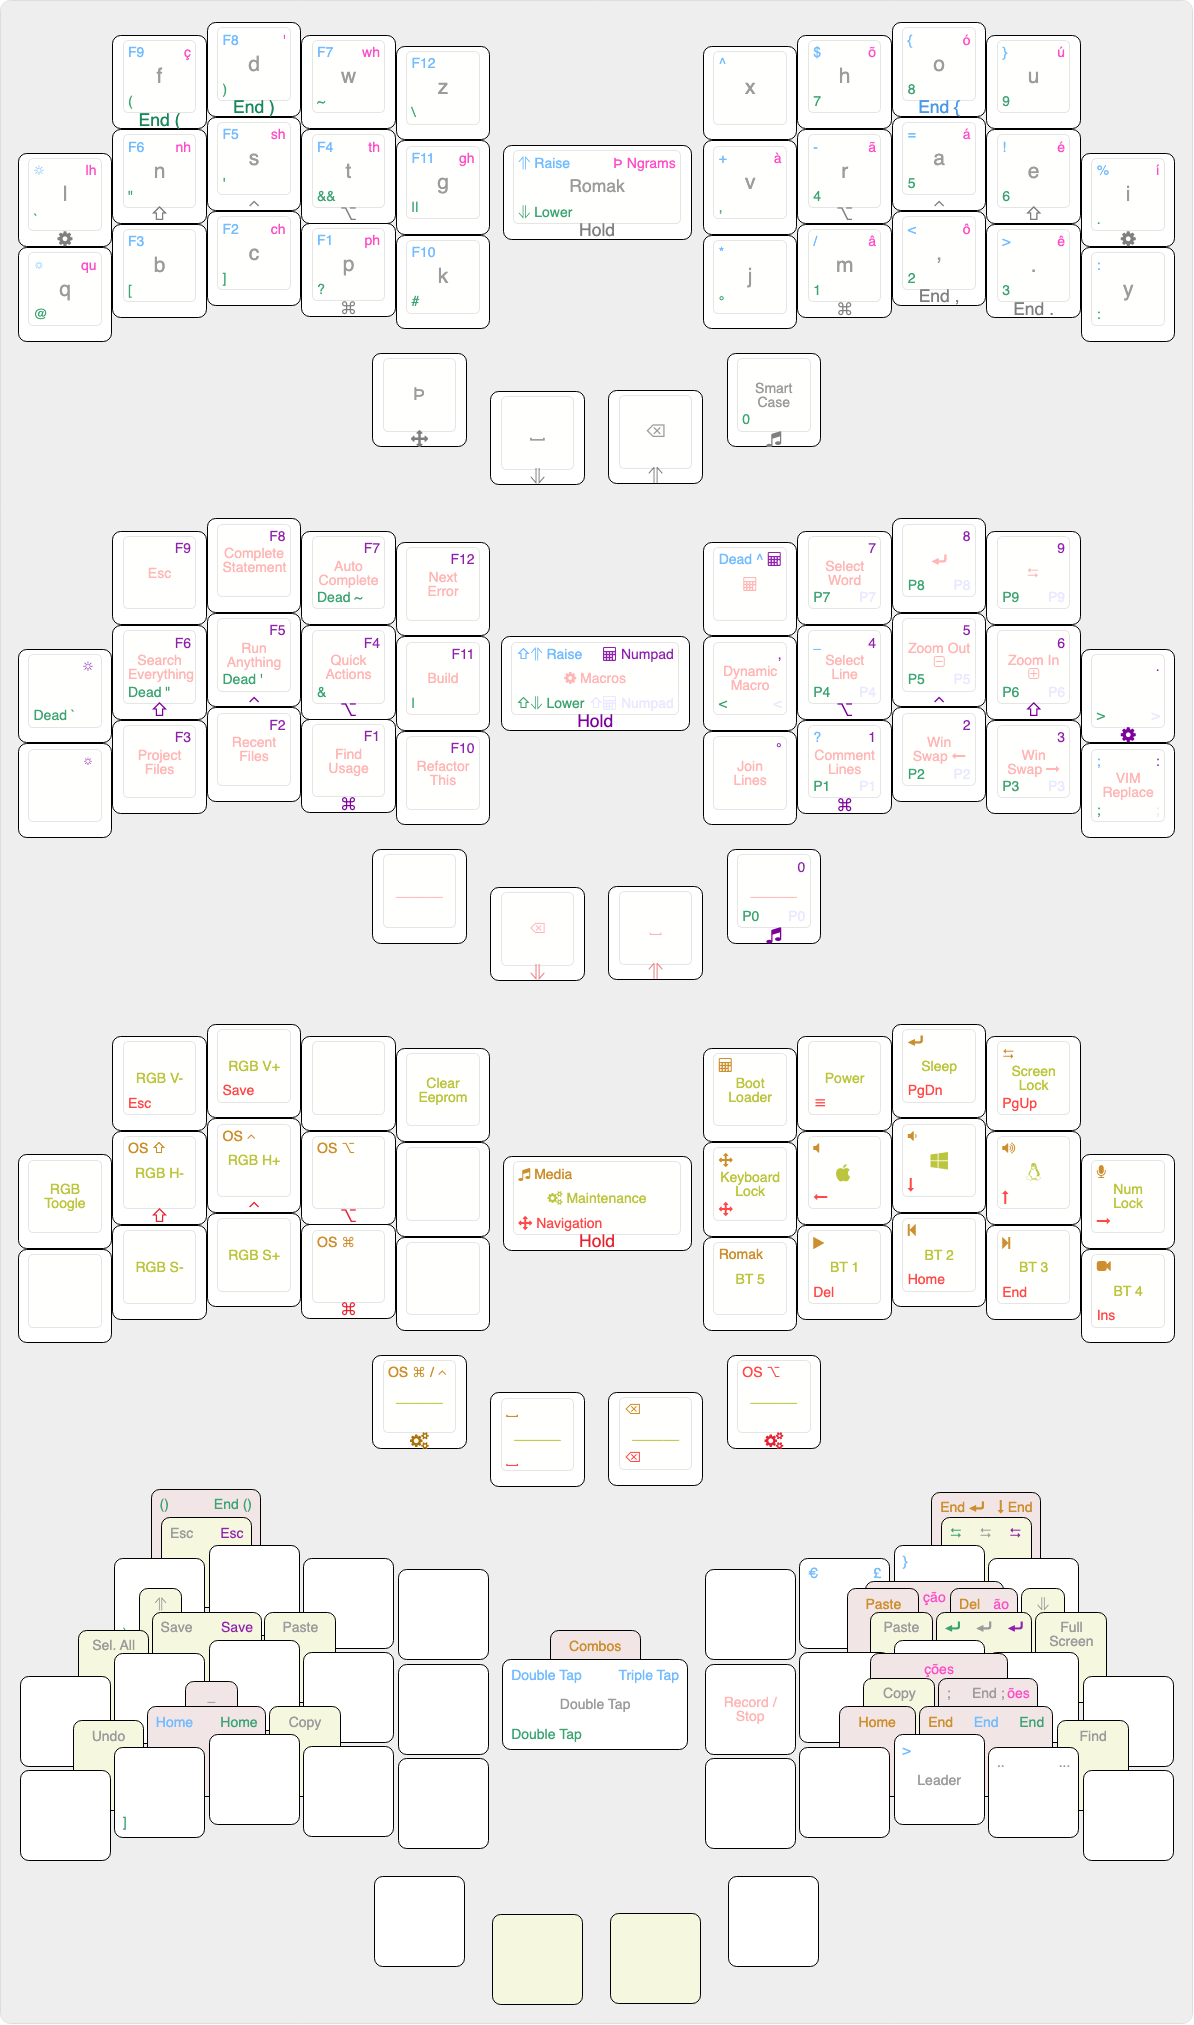 F9 ç
f
(
End (
F8 '
d
)
End )
F7 wh
w
~
F12
z
\
^
x
$ õ
h
7
{ ó
o
8
End {
} ú
u
9
lh
l
`
F6 nh
n
"
F5 sh
s
'
F4 th
t
&&
F11 gh
g
||
⇑ Raise Þ Ngrams
Romak
⇓ Lower
Hold
+ à
v
,
- ã
r
4
= á
a
5
! é
e
6
% í
i
.
qu
q
@
F3
b
[
F2 ch
c
]
F1 ph
p
?
⌘
F10
k
#
*
j
°
/ â
m
1
⌘
< ô
,
2
End ,
> ê
.
3
End .
:
y
:
Þ
Smart
Case
0
F9
Esc
F8
Complete
Statement
F7
Auto
Complete
Dead ~
F12
Next
Error
Dead ^
7
Select
Word
P7 P7
8
P8 P8
9
P9 P9
Dead `
F6
Search
Everything
Dead "
F5
Run
Anything
Dead '
F4
Quick
Actions
&
F11
Build
|
⇧⇑ Raise Numpad
Macros
⇧⇓ Lower ⇧ Numpad
Hold
,
Dynamic
Macro
< <
_ 4
Select
Line
P4 P4
5
Zoom Out
P5 P5
6
Zoom In
P6 P6
.
> >
F3
Project
Files
F2
Recent
Files
F1
Find
Usage
⌘
F10
Refactor
This
°
Join
Lines
? 1
Comment
Lines
P1 P1
⌘
2
Win
Swap ←
P2 P2
3
Win
Swap →
P3 P3
; :
VIM
Replace
; ;
0
P0 P0
RGB V-
Esc
RGB V+
Save
Clear
Eeprom
Boot
Loader
Power
≡
Sleep
PgDn
Screen
Lock
PgUp
RGB
Toogle
OS ⇧
RGB H-
OS ^
RGB H+
OS ⌥
Media
Maintenance
Navigation
Hold
Keyboard
Lock
←
↓
↑
Num
Lock
→
RGB S-
RGB S+
OS ⌘
⌘
Romak
BT 5
BT 1
Del
BT 2
Home
BT 3
End
BT 4
Ins
OS ⌘ / ^
OS ⌥
() End ()
Esc Esc
End ↵ ↓ End
€ £
}
⇑
Save Save
Paste
Sel. All
Paste
ção
Del ão
⇓
Paste
Full
Screen
Combos
Double Tap Triple Tap
Double Tap
Double Tap
Record /
Stop
ções
Copy
; End ; ões
_
Home Home
Copy
Undo
Home
End End End
Find
]
>
Leader
.. ...